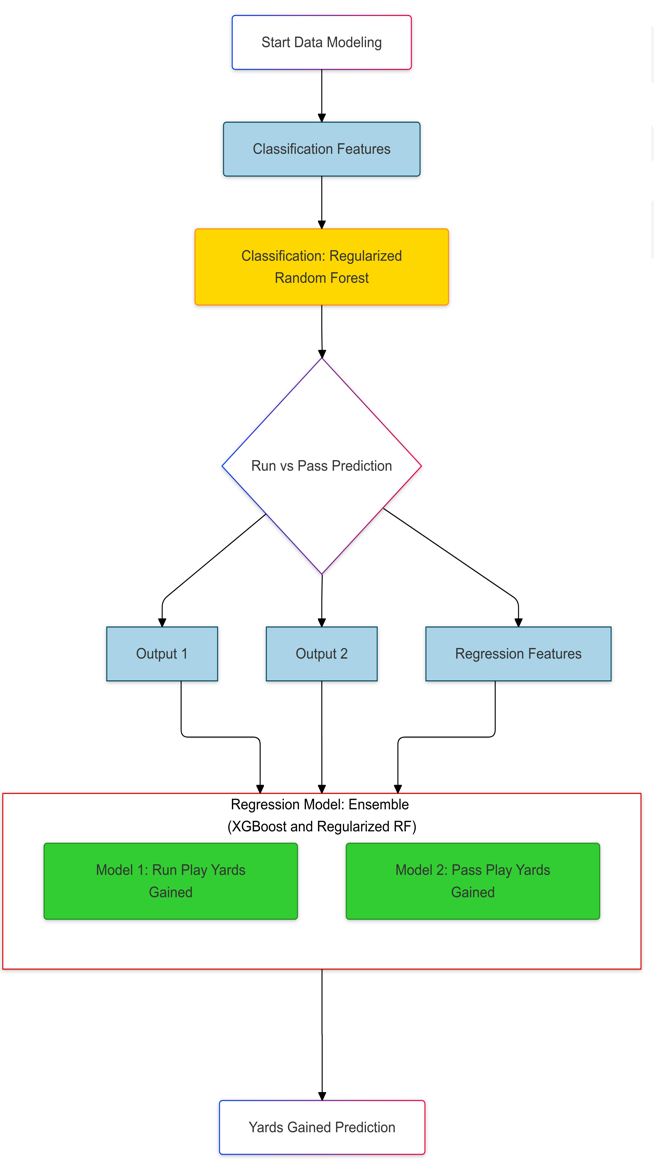 Start Data Modeling
Classification Features
Classification: Regularized
Random Forest
Run vs Pass Prediction
Output 1
Output 2
Regression Features
Regression Model: Ensemble
(XGBoost and Regularized RF)
Model 1: Run Play Yards
Gained
Model 2: Pass Play Yards
Gained
Yards Gained Prediction